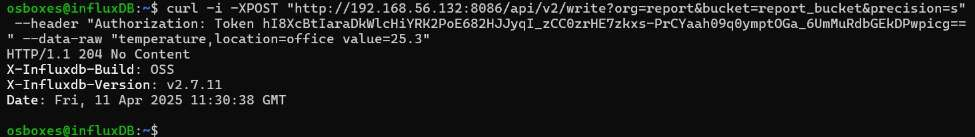 osboxes@influxDB:~$ curl -i -XPOST "http://192.168.56.132:8086/api/v2/write?org=report&bucket=report_bucket&precision=s"
 --header "Authorization: Token hI8XcBtIaraDkWlcHiYRK2PoE682HJJyqI_zCC0zrHE7zkxs-PrCYaah09q0ymptOGa_6UmMuRdbGEkDPwpicg==
" --data-raw "temperature,location=office value=25.3"
HTTP/1.1 204 No Content
X-Influxdb-Build: OSS
X-Influxdb-Version: v2.7.11
Date: Fri, 11 Apr 2025 11:30:38 GMT
osboxes@influxDB:~$